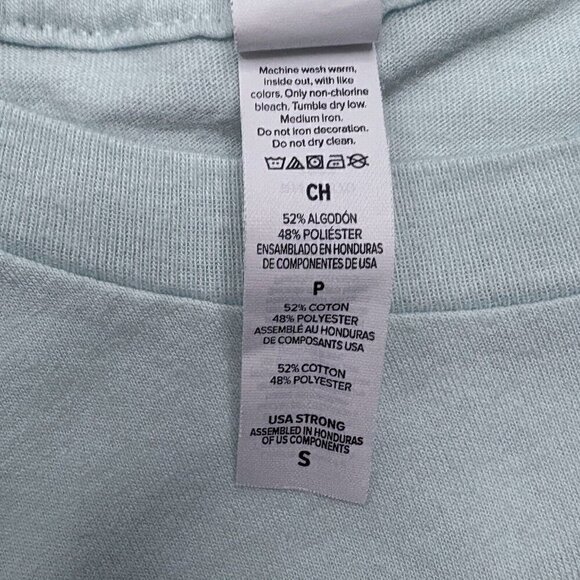 Machine wash warm,
inside out, with like
colors. Only non-chlorine
bleach. Tumble dry low.
Medium iron.
Do not iron decoration.
Do not dry clean.
CH
52% ALGODÓN
48% POLIÉSTER
ENSAMBLADO EN HONDURAS
DE COMPONENTES DE USA
P
52% COTON
48% POLYESTER
ASSEMBLÉ AU HONDURAS
DE COMPOSANTS USA
52% COTTON
48% POLYESTER
USA STRONG
ASSEMBLED IN HONDURAS
OF US COMPONENTS
S